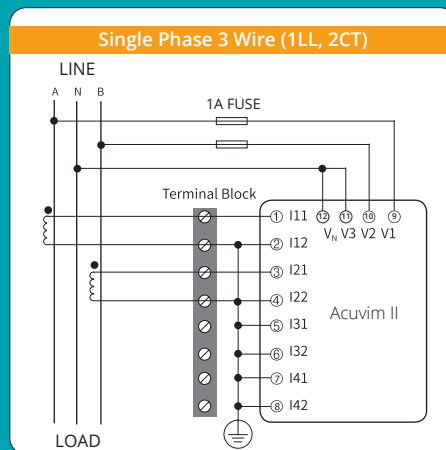 Single Phase 3 Wire (1LL, 2CT)
LINE
A N B
1A FUSE
Terminal Block
12 11 10 9
VN V3 V2 V1
1 I11
2 I12
3 I21
4 I22
5 I31
6 I32
7 I41
8 I42
Acuvim II
LOAD